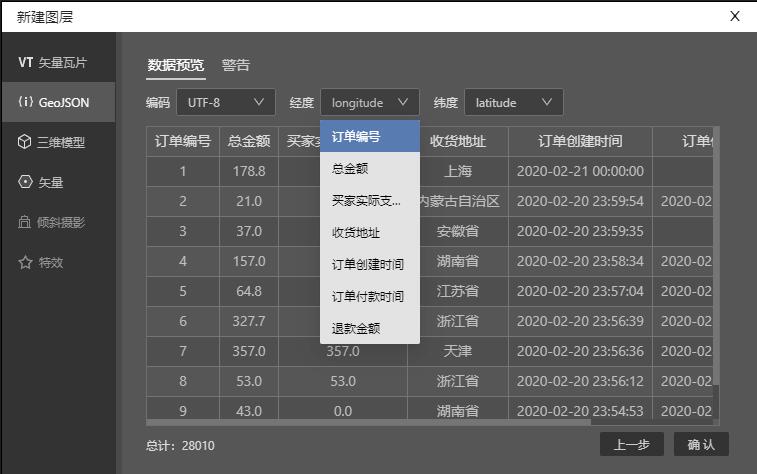 新建图层 X
VT 矢量瓦片
GeoJSON
三维模型
矢量
倾斜摄影
特效
数据预览 警告
编码 UTF-8 经度 longitude 纬度 latitude
订单编号
总金额
买家实际支...
收货地址
订单创建时间
订单付款时间
退款金额
订单编号 总金额 买家实 收货地址 订单创建时间
1 178.8 上海 2020-02-21 00:00:00
2 21.0 内蒙古自治区 2020-02-20 23:59:54 2020-02
3 37.0 安徽省 2020-02-20 23:59:35
4 157.0 湖南省 2020-02-20 23:58:34 2020-02
5 64.8 江苏省 2020-02-20 23:57:04 2020-02
6 327.7 浙江省 2020-02-20 23:56:39 2020-02
7 357.0 357.0 天津 2020-02-20 23:56:36 2020-02
8 53.0 53.0 浙江省 2020-02-20 23:56:12 2020-02
9 43.0 0.0 湖南省 2020-02-20 23:54:53 2020-02
总计：28010
上一步 确认